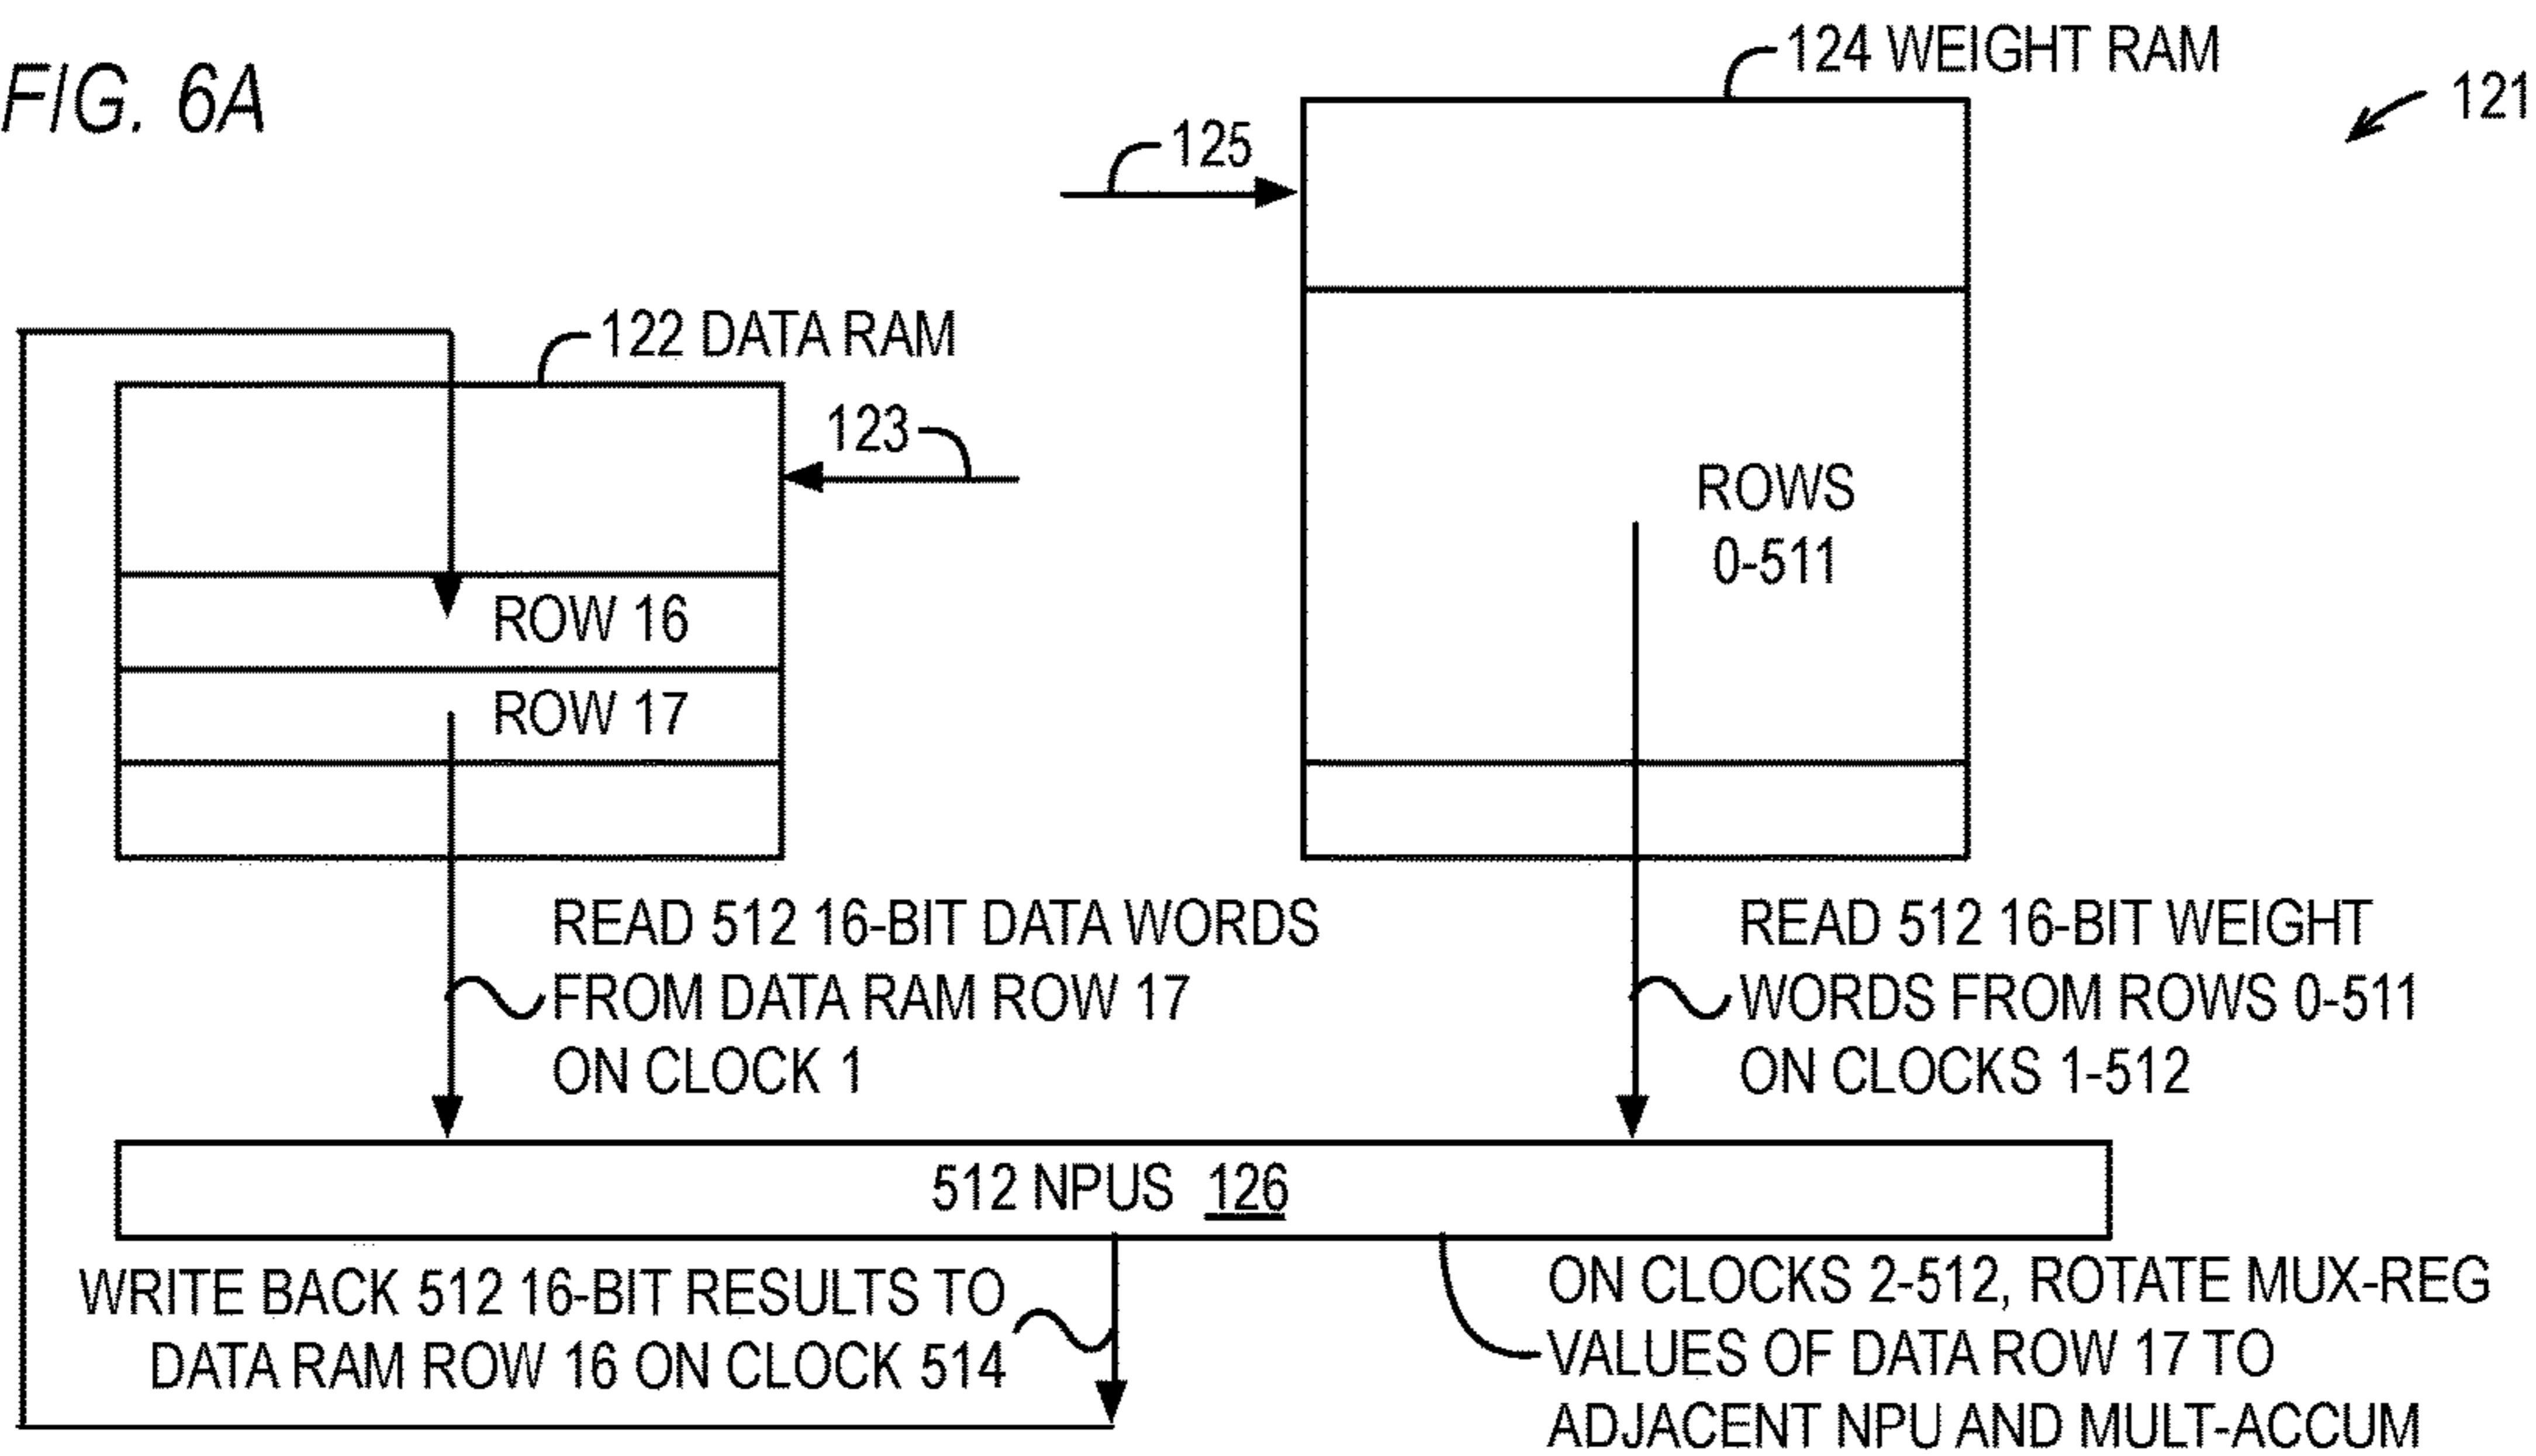 FIG. 6A
124 WEIGHT RAM
121
125
122 DATA RAM
123
ROWS
0-511
ROW 16
ROW 17
READ 512 16-BIT DATA WORDS
FROM DATA RAM ROW 17
ON CLOCK 1
READ 512 16-BIT WEIGHT
WORDS FROM ROWS 0-511
ON CLOCKS 1-512
512 NPUS 126
WRITE BACK 512 16-BIT RESULTS TO
DATA RAM ROW 16 ON CLOCK 514
ON CLOCKS 2-512, ROTATE MUX-REG
VALUES OF DATA ROW 17 TO
ADJACENT NPU AND MULT-ACCUM